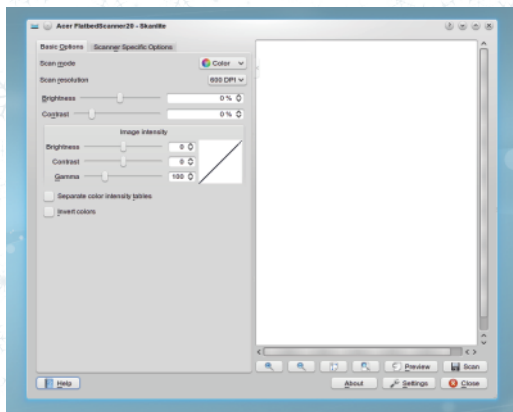 Acer FlatbedScanner20 - Skanlite
Basic Options Scanner Specific Options
Scan mode Color
Scan resolution 600 DPI
Brightness 0 %
Contrast 0 %
Image intensity
Brightness 0
Contrast 0
Gamma 100
Separate color intensity tables
Invert colors
Preview Scan
Help About Settings Close